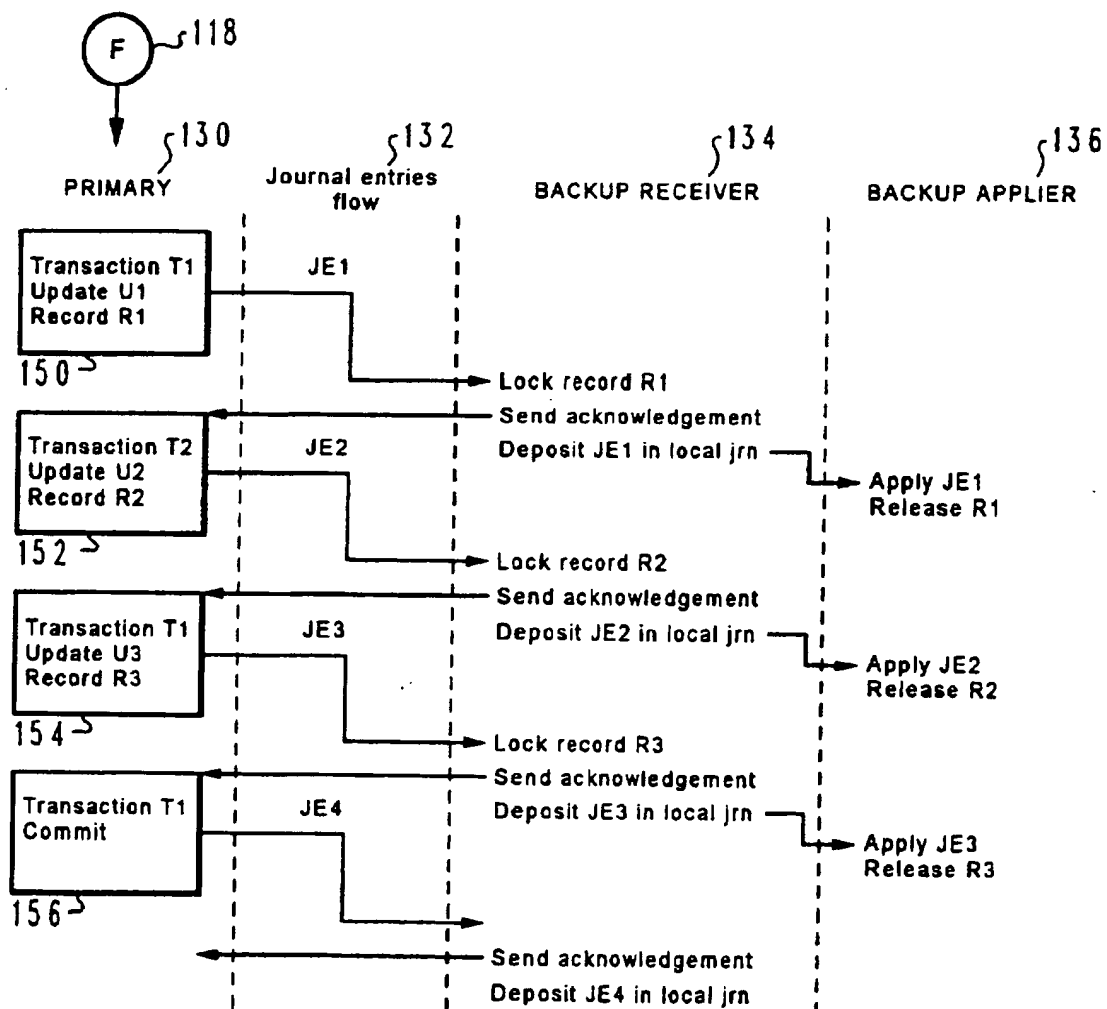 F
118
130
132
134
136
PRIMARY
Journal entries
flow
BACKUP RECEIVER
BACKUP APPLIER
Transaction T1
Update U1
Record R1
150
JE1
Lock record R1
Send acknowledgement
Deposit JE1 in local jrn
Apply JE1
Release R1
Transaction T2
Update U2
Record R2
152
JE2
Lock record R2
Send acknowledgement
Deposit JE2 in local jrn
Apply JE2
Release R2
Transaction T1
Update U3
Record R3
154
JE3
Lock record R3
Send acknowledgement
Deposit JE3 in local jrn
Apply JE3
Release R3
Transaction T1
Commit
156
JE4
Send acknowledgement
Deposit JE4 in local jrn